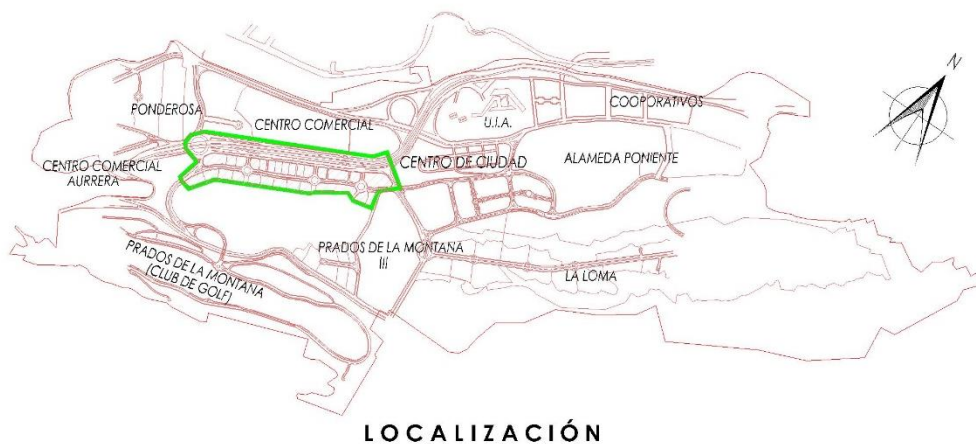 N
PONDEROSA
CENTRO COMERCIAL
U.I.A.
COOPORATIVOS
CENTRO COMERCIAL
AURRERA
CENTRO DE CIUDAD
ALAMEDA PONIENTE
PRADOS DE LA MONTAÑA
(CLUB DE GOLF)
PRADOS DE LA MONTAÑA
III
LA LOMA
LOCALIZACIÓN